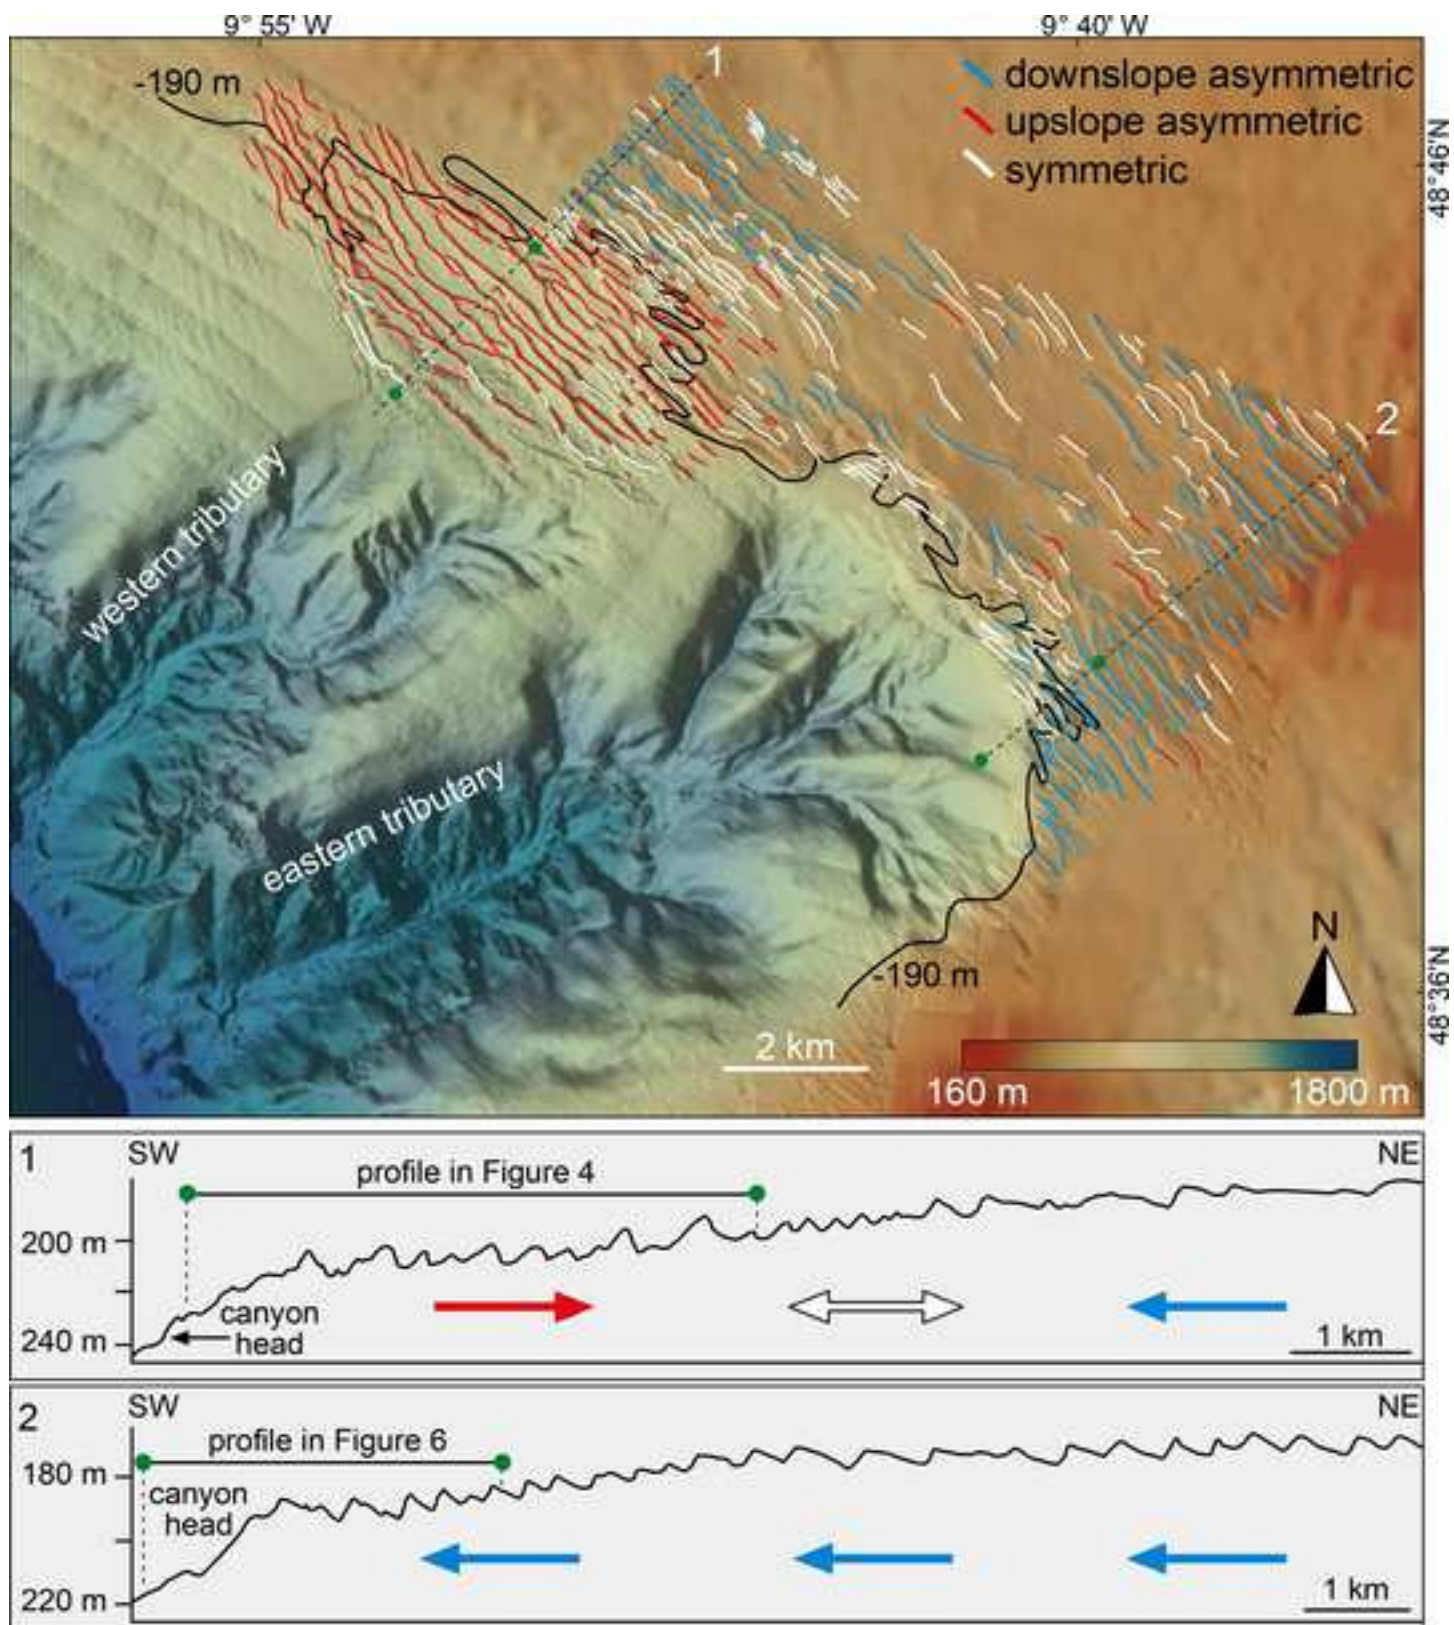 9° 55' W
9° 40' W
-190 m
1
downslope asymmetric
upslope asymmetric
symmetric
48°46'N
2
western tributary
eastern tributary
-190 m
N
48°36'N
2 km
160 m
1800 m
1
SW
NE
profile in Figure 4
200 m
canyon
head
240 m
1 km
2
SW
NE
profile in Figure 6
180 m
canyon
head
220 m
1 km